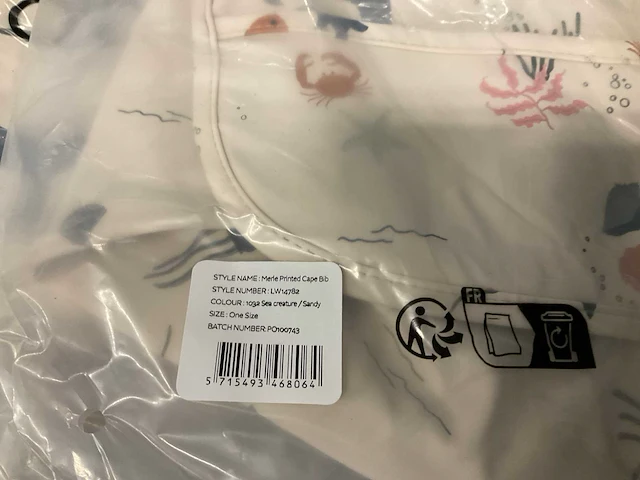 STYLE NAME : Merle Printed Cape Bib
STYLE NUMBER : LW14782
COLOUR : 1032 Sea creature / Sandy
SIZE : One Size
BATCH NUMBER: PO100743
5 715493 468064
FR